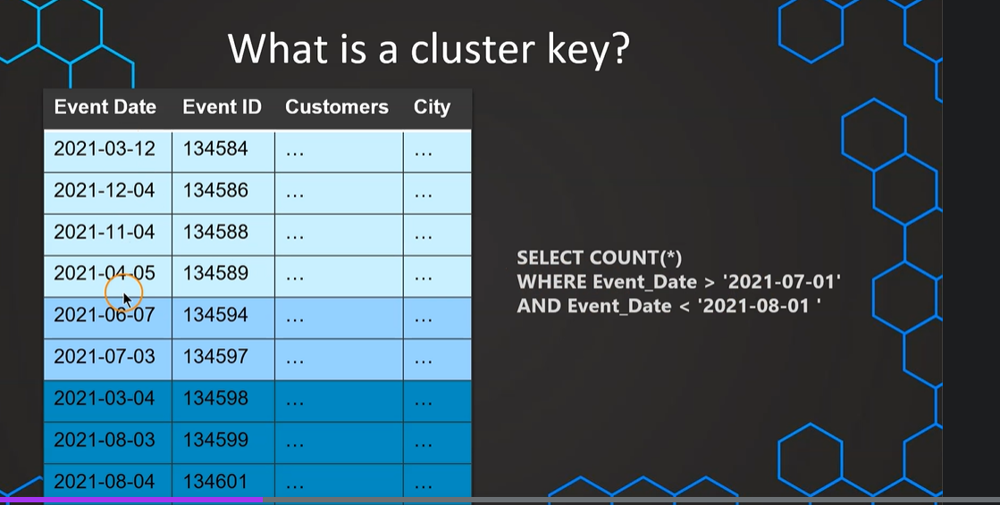 What is a cluster key?
Event Date Event ID Customers City
2021-03-12 134584 ... ...
2021-12-04 134586 ... ...
2021-11-04 134588 ... ...
2021-04-05 134589 ... ...
2021-06-07 134594 ... ...
2021-07-03 134597 ... ...
2021-03-04 134598 ... ...
2021-08-03 134599 ... ...
2021-08-04 134601 ... ...
SELECT COUNT(*)
WHERE Event_Date > '2021-07-01'
AND Event_Date < '2021-08-01 '